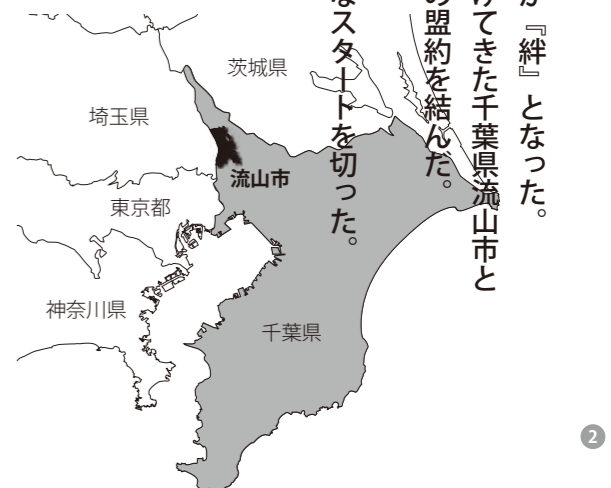 『絆』となった。
けてきた千葉県流山市と
の盟約を結んだ。
なスタートを切った。
茨城県
埼玉県
流山市
東京都
神奈川県
千葉県
2